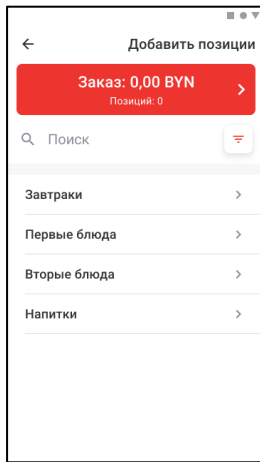 Добавить позиции
Заказ: 0,00 BYN
Позиций: 0
Поиск
Завтраки
Первые блюда
Вторые блюда
Напитки